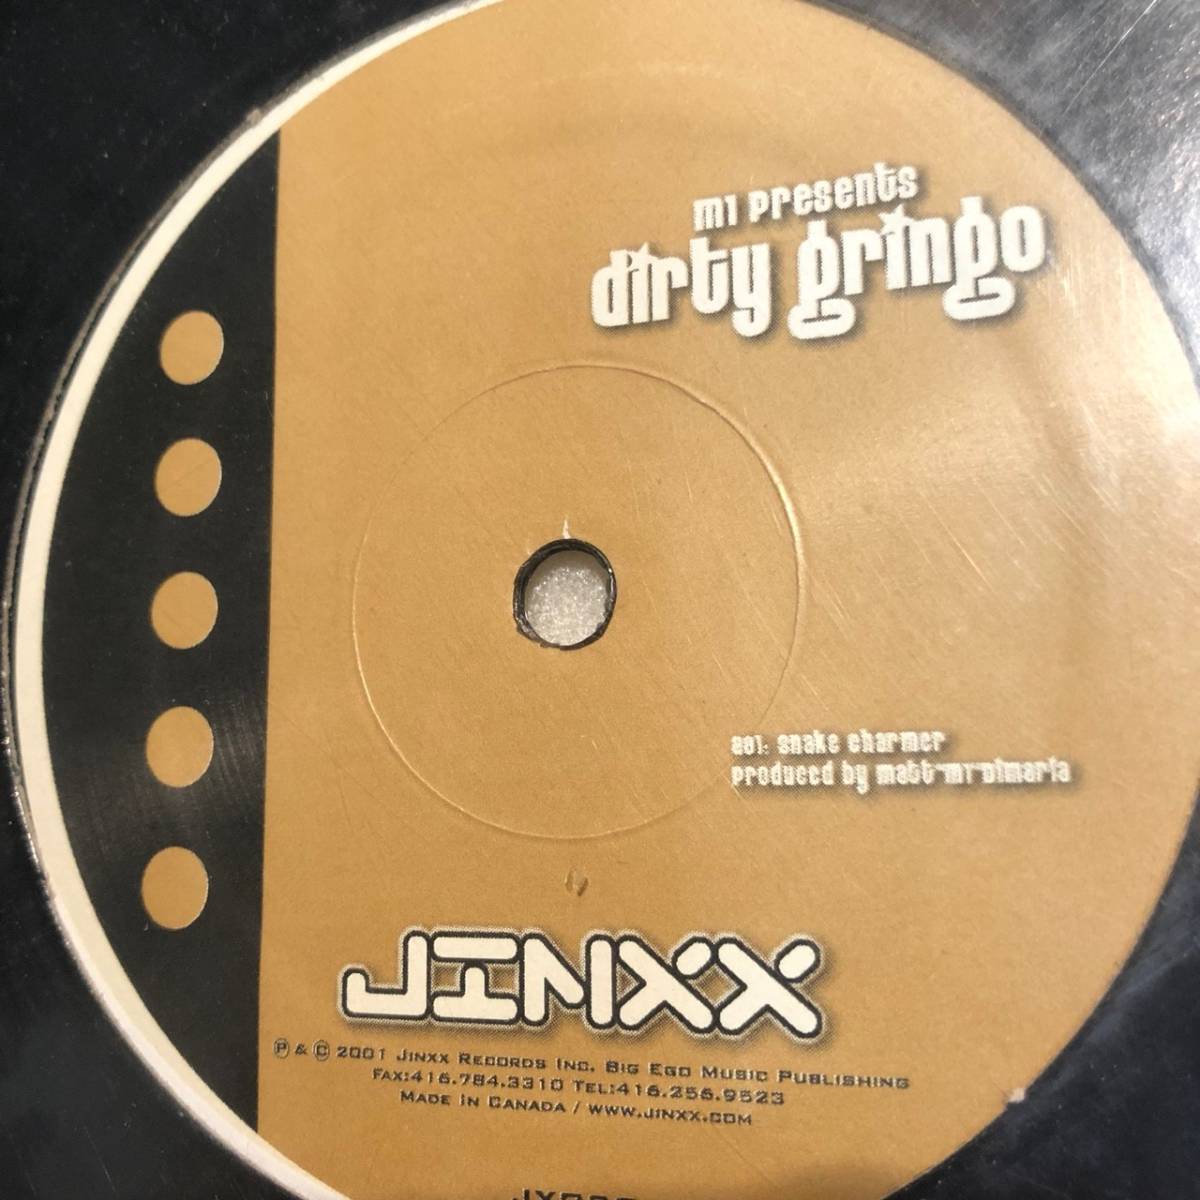 m1 presents
dirty gringo
a01: snake charmer
produced by matt "m1" dimaria
JINXX
℗ & © 2001 JINXX RECORDS INC. BIG EGO MUSIC PUBLISHING
FAX:416.784.3310 TEL:416.256.9523
MADE IN CANADA / WWW.JINXX.COM